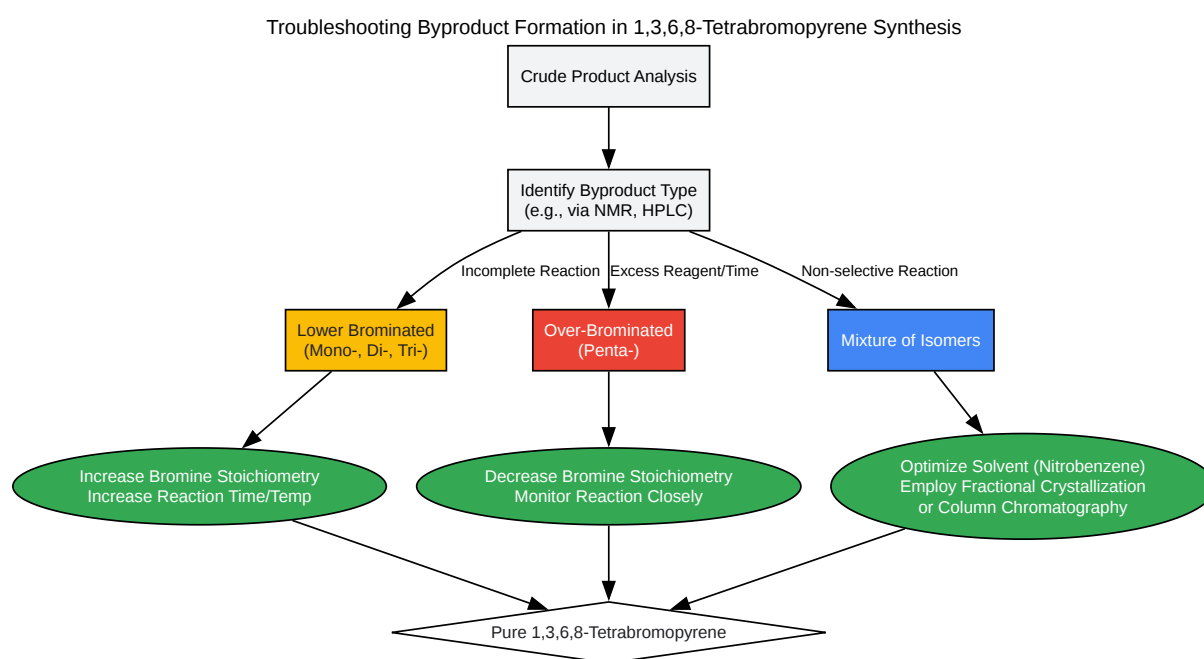 Troubleshooting Byproduct Formation in 1,3,6,8-Tetrabromopyrene Synthesis
Crude Product Analysis
Identify Byproduct Type
(e.g., via NMR, HPLC)
Incomplete Reaction
Excess Reagent/Time
Non-selective Reaction
Lower Brominated
(Mono-, Di-, Tri-)
Over-Brominated
(Penta-)
Mixture of Isomers
Increase Bromine Stoichiometry
Increase Reaction Time/Temp
Decrease Bromine Stoichiometry
Monitor Reaction Closely
Optimize Solvent (Nitrobenzene)
Employ Fractional Crystallization
or Column Chromatography
Pure 1,3,6,8-Tetrabromopyrene